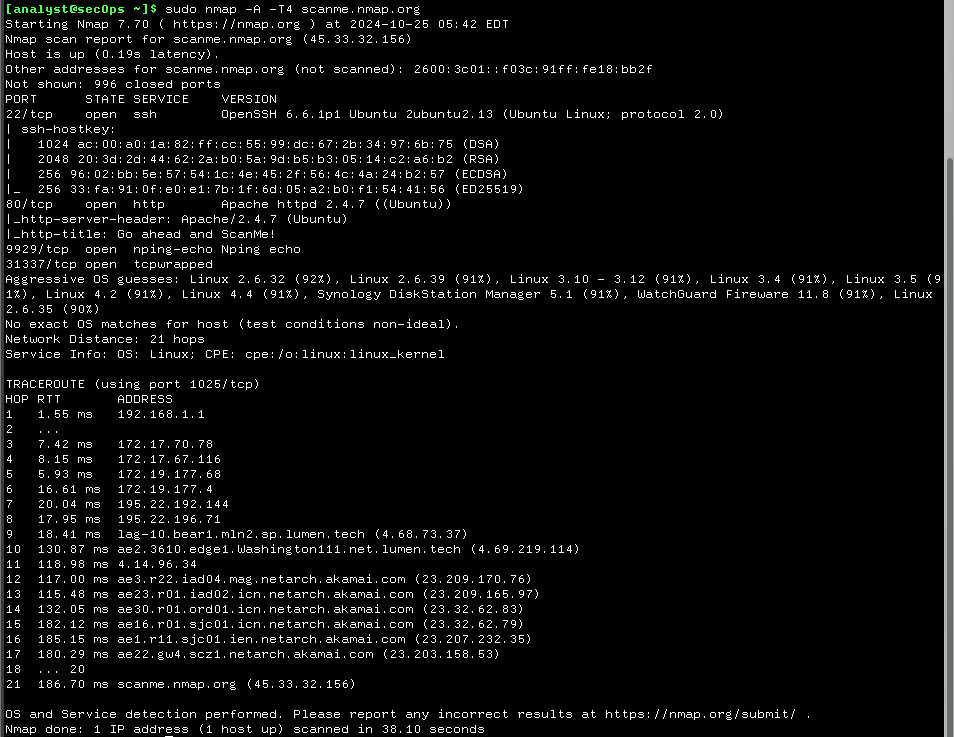 [analyst@secOps ~]$ sudo nmap -A -T4 scanme.nmap.org
Starting Nmap 7.70 ( https://nmap.org ) at 2024-10-25 05:42 EDT
Nmap scan report for scanme.nmap.org (45.33.32.156)
Host is up (0.19s latency).
Other addresses for scanme.nmap.org (not scanned): 2600:3c01::f03c:91ff:fe18:bb2f
Not shown: 996 closed ports
PORT      STATE SERVICE    VERSION
22/tcp    open  ssh        OpenSSH 6.6.1p1 Ubuntu 2ubuntu2.13 (Ubuntu Linux; protocol 2.0)
| ssh-hostkey:
|   1024 ac:00:a0:1a:82:ff:cc:55:99:dc:67:2b:34:97:6b:75 (DSA)
|   2048 20:3d:2d:44:62:2a:b0:5a:9d:b5:b3:05:14:c2:a6:b2 (RSA)
|   256 96:02:bb:5e:57:54:1c:4e:45:2f:56:4c:4a:24:b2:57 (ECDSA)
|_  256 33:fa:91:0f:e0:e1:7b:1f:6d:05:a2:b0:f1:54:41:56 (ED25519)
80/tcp    open  http       Apache httpd 2.4.7 ((Ubuntu))
|_http-server-header: Apache/2.4.7 (Ubuntu)
|_http-title: Go ahead and ScanMe!
9929/tcp  open  nping-echo Nping echo
31337/tcp open  tcpwrapped
Aggressive OS guesses: Linux 2.6.32 (92%), Linux 2.6.39 (91%), Linux 3.10 - 3.12 (91%), Linux 3.4 (91%), Linux 3.5 (9
1%), Linux 4.2 (91%), Linux 4.4 (91%), Synology DiskStation Manager 5.1 (91%), WatchGuard Fireware 11.8 (91%), Linux
2.6.35 (90%)
No exact OS matches for host (test conditions non-ideal).
Network Distance: 21 hops
Service Info: OS: Linux; CPE: cpe:/o:linux:linux_kernel

TRACEROUTE (using port 1025/tcp)
HOP RTT       ADDRESS
1   1.55 ms   192.168.1.1
2   ...
3   7.42 ms   172.17.70.78
4   8.15 ms   172.17.67.116
5   5.93 ms   172.19.177.68
6   16.61 ms  172.19.177.4
7   20.04 ms  195.22.192.144
8   17.95 ms  195.22.196.71
9   18.41 ms  lag-10.bear1.mln2.sp.lumen.tech (4.68.73.37)
10  130.87 ms ae2.3610.edge1.Washington111.net.lumen.tech (4.69.219.114)
11  118.98 ms 4.14.96.34
12  117.00 ms ae3.r22.iad04.mag.netarch.akamai.com (23.209.170.76)
13  115.48 ms ae23.r01.iad02.icn.netarch.akamai.com (23.209.165.97)
14  132.05 ms ae30.r01.ord01.icn.netarch.akamai.com (23.32.62.83)
15  182.12 ms ae16.r01.sjc01.icn.netarch.akamai.com (23.32.62.79)
16  185.15 ms ae1.r11.sjc01.ien.netarch.akamai.com (23.207.232.35)
17  180.29 ms ae22.gw4.scz1.netarch.akamai.com (23.203.158.53)
18  ... 20
21  186.70 ms scanme.nmap.org (45.33.32.156)

OS and Service detection performed. Please report any incorrect results at https://nmap.org/submit/ .
Nmap done: 1 IP address (1 host up) scanned in 38.10 seconds